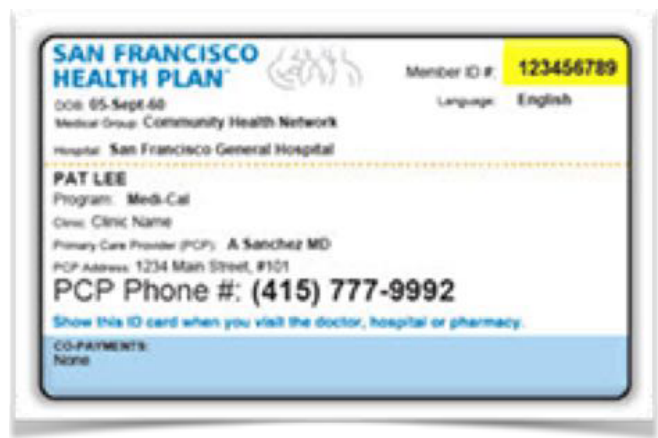 SAN FRANCISCO
HEALTH PLAN
Member ID #: 123456789
DOB: 05-Sept-60
Language: English
Medical Group: Community Health Network
Hospital: San Francisco General Hospital
PAT LEE
Program: Medi-Cal
Clinic: Clinic Name
Primary Care Provider (PCP): A Sanchez MD
PCP Address: 1234 Main Street, #101
PCP Phone #: (415) 777-9992
Show this ID card when you visit the doctor, hospital or pharmacy.
CO-PAYMENTS:
None